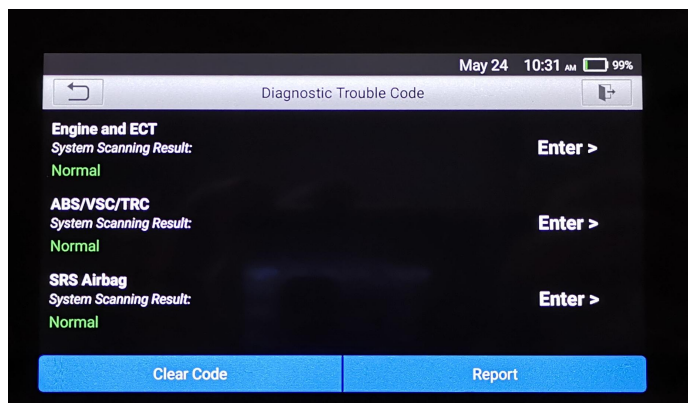 May 24 10:31 AM 99%
Diagnostic Trouble Code
Engine and ECT
System Scanning Result:
Enter >
Normal
ABS/VSC/TRC
System Scanning Result:
Enter >
Normal
SRS Airbag
System Scanning Result:
Enter >
Normal
Clear Code Report